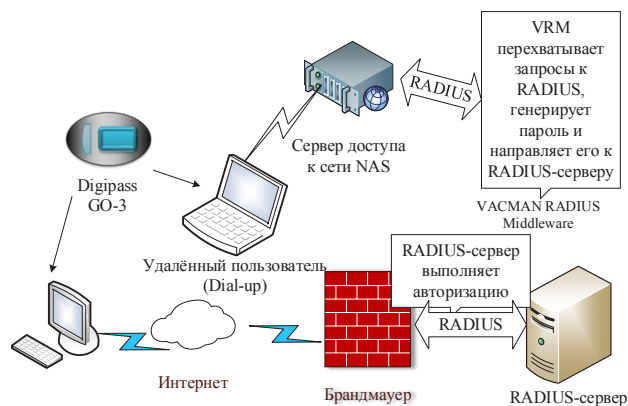 VRM
перехватывает
запросы к
RADIUS,
генерирует
пароль и
направляет его к
RADIUS-серверу
RADIUS
Сервер доступа
к сети NAS
VACMAN RADIUS
Middleware
Digipass
GO-3
Удалённый пользователь
(Dial-up)
RADIUS-сервер
выполняет
авторизацию
RADIUS
Интернет
Брандмауер
RADIUS-сервер